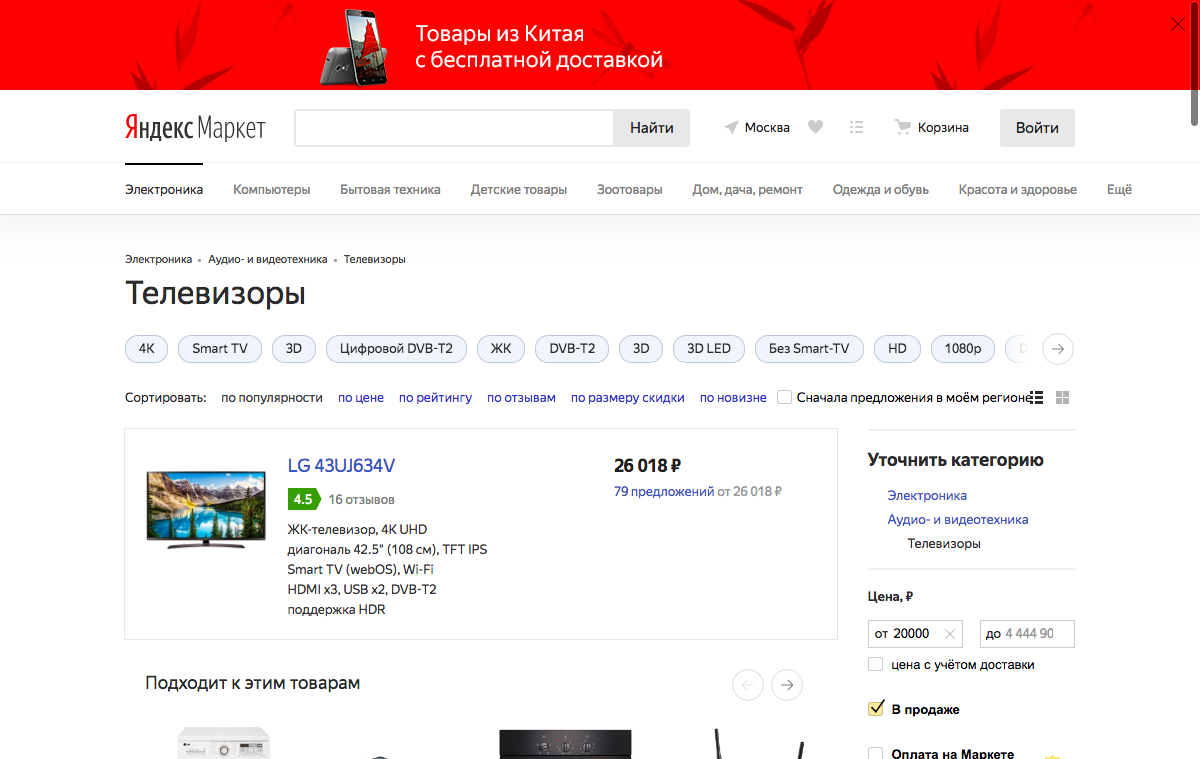 Товары из Китая
с бесплатной доставкой
Яндекс Маркет
Найти
Москва
Корзина
Войти
Электроника
Компьютеры
Бытовая техника
Детские товары
Зоотовары
Дом, дача, ремонт
Одежда и обувь
Красота и здоровье
Ещё
Электроника • Аудио- и видеотехника • Телевизоры
Телевизоры
4K
Smart TV
3D
Цифровой DVB-T2
ЖК
DVB-T2
3D
3D LED
Без Smart-TV
HD
1080p
Сортировать: по популярности по цене по рейтингу по отзывам по размеру скидки по новизне Сначала предложения в моём регионе
LG 43UJ634V
4.5 16 отзывов
ЖК-телевизор, 4K UHD
диагональ 42.5" (108 см), TFT IPS
Smart TV (webOS), Wi-Fi
HDMI x3, USB x2, DVB-T2
поддержка HDR
26 018 ₽
79 предложений от 26 018 ₽
Подходит к этим товарам
Уточнить категорию
Электроника
Аудио- и видеотехника
Телевизоры
Цена, ₽
от 20000
до 4 444 90
цена с учётом доставки
В продаже
Оплата на Маркете